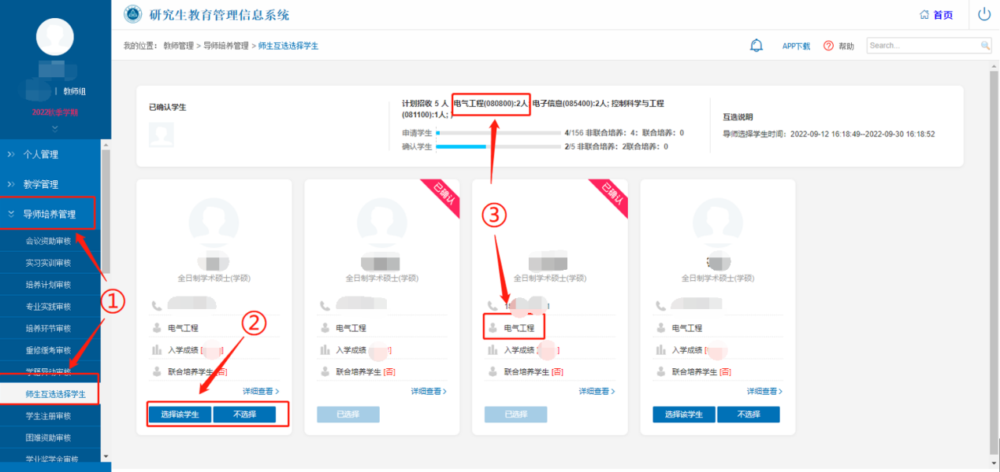 研究生教育管理信息系统
首页
我的位置： 教师管理 > 导师培养管理 > 师生互选选择学生
APP下载
帮助
Search...
| 教师组
2022秋季学期
个人管理
教学管理
导师培养管理
会议资助审核
实习实训审核
培养计划审核
专业实践审核
培养环节审核
重修缓考审核
学籍异动审核
师生互选选择学生
学生注册审核
困难资助审核
学业奖学金审核
①
已确认学生
计划招收 5 人 电气工程(080800):2人 电子信息(085400):2人; 控制科学与工程
(081100):1人;
申请学生 4/156 非联合培养：4：联合培养：0
确认学生 2/5 非联合培养：2联合培养：0
互选说明
导师选择学生时间：2022-09-12 16:18:49--2022-09-30 16:18:52
③
全日制学术硕士(学硕)
电气工程
②
入学成绩 [
联合培养学生 [否]
详细查看 >
选择该学生
不选择
已确认
全日制学术硕士(学硕)
电气工程
入学成绩
联合培养学生 [否]
详细查看 >
已选择
已确认
全日制学术硕士(学硕)
电气工程
入学成绩
联合培养学生 [否]
详细查看 >
已选择
全日制学术硕士(学硕)
电气工程
入学成绩
联合培养学生 [否]
详细查看 >
选择该学生
不选择